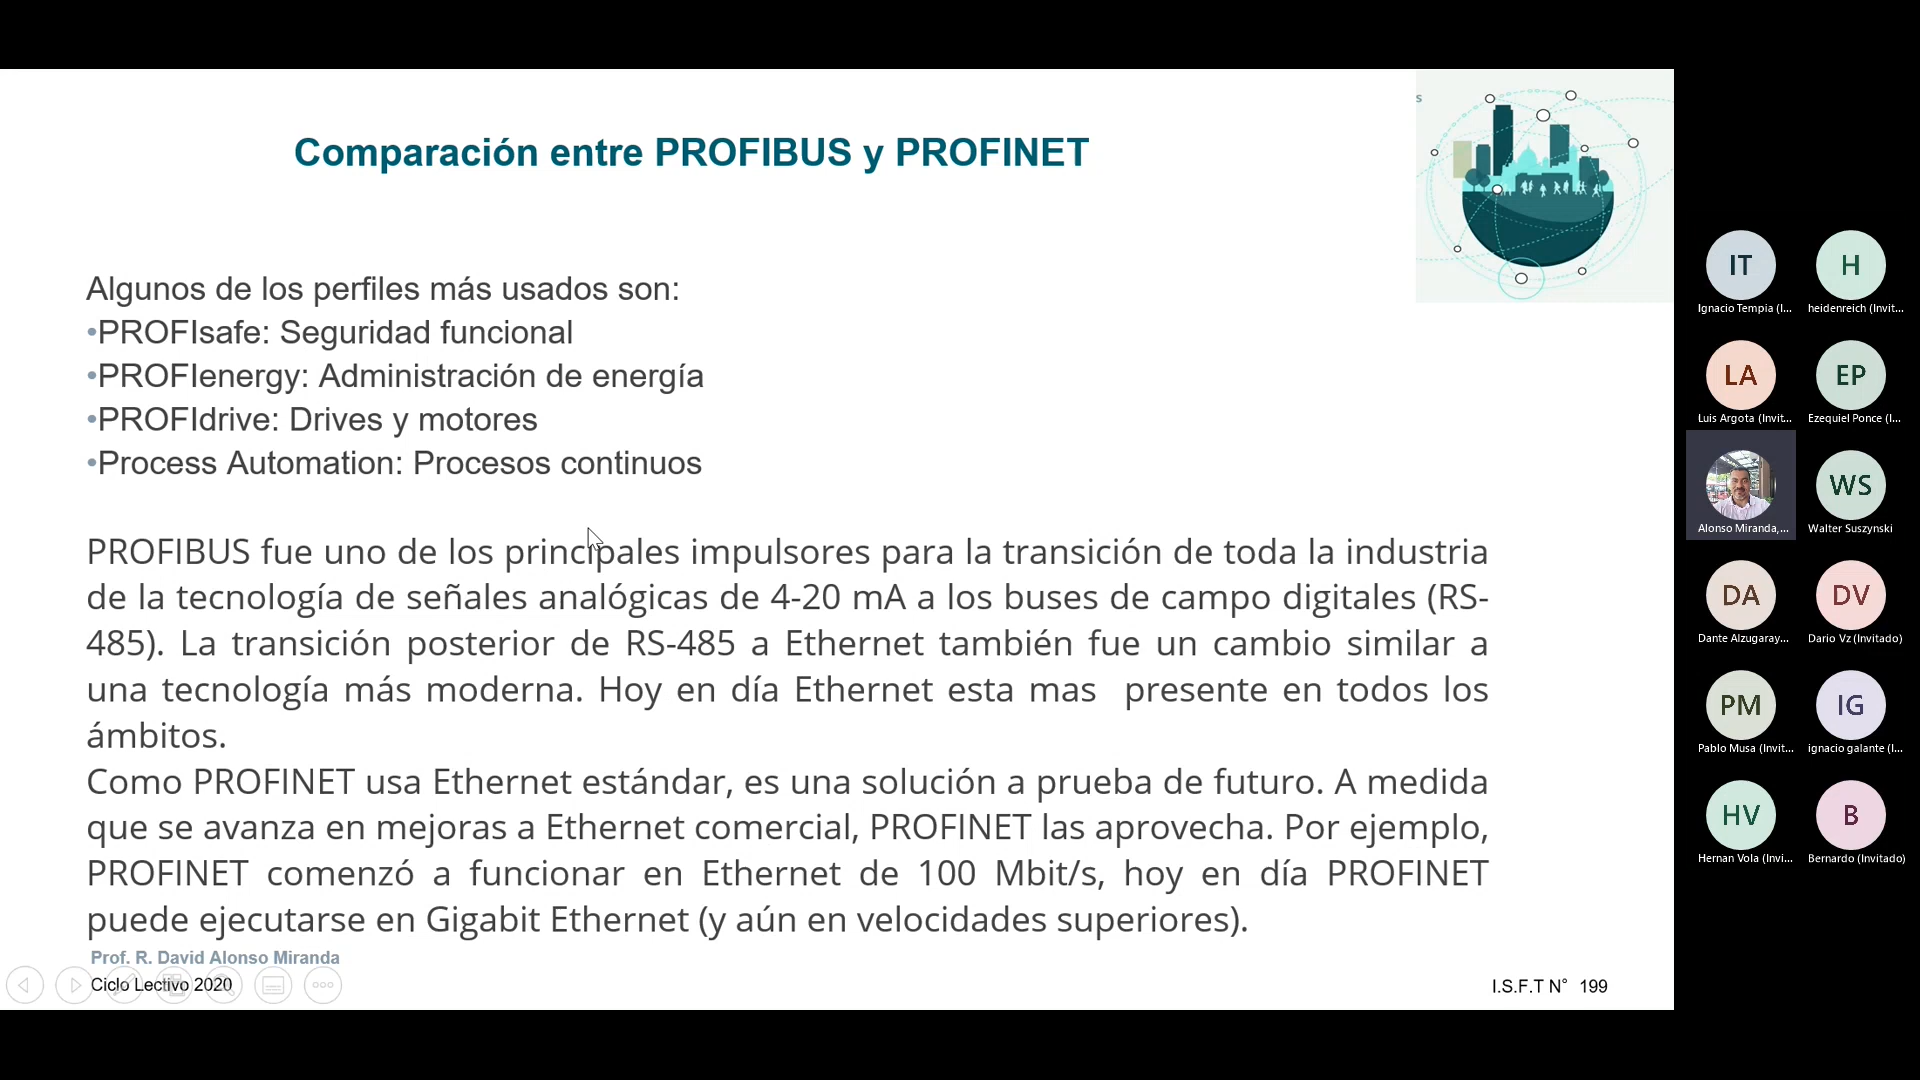 Comparación entre PROFIBUS y PROFINET
s
Algunos de los perfiles más usados son:
•PROFIsafe: Seguridad funcional
•PROFIenergy: Administración de energía
•PROFIdrive: Drives y motores
•Process Automation: Procesos continuos
PROFIBUS fue uno de los principales impulsores para la transición de toda la industria
de la tecnología de señales analógicas de 4-20 mA a los buses de campo digitales (RS-
485). La transición posterior de RS-485 a Ethernet también fue un cambio similar a
una tecnología más moderna. Hoy en día Ethernet esta mas  presente en todos los
ámbitos.
Como PROFINET usa Ethernet estándar, es una solución a prueba de futuro. A medida
que se avanza en mejoras a Ethernet comercial, PROFINET las aprovecha. Por ejemplo,
PROFINET comenzó a funcionar en Ethernet de 100 Mbit/s, hoy en día PROFINET
puede ejecutarse en Gigabit Ethernet (y aún en velocidades superiores).
Prof. R. David Alonso Miranda
Ciclo Lectivo 2020
I.S.F.T N° 199
IT
H
Ignacio Tempia (I...
heidenreich (Invit...
LA
EP
Luis Argota (Invit...
Ezequiel Ponce (I...
WS
Alonso Miranda,...
Walter Suszynski
DA
DV
Dante Alzugaray...
Dario Vz (Invitado)
PM
IG
Pablo Musa (Invit...
ignacio galante (I...
HV
B
Hernan Vola (Invi...
Bernardo (Invitado)